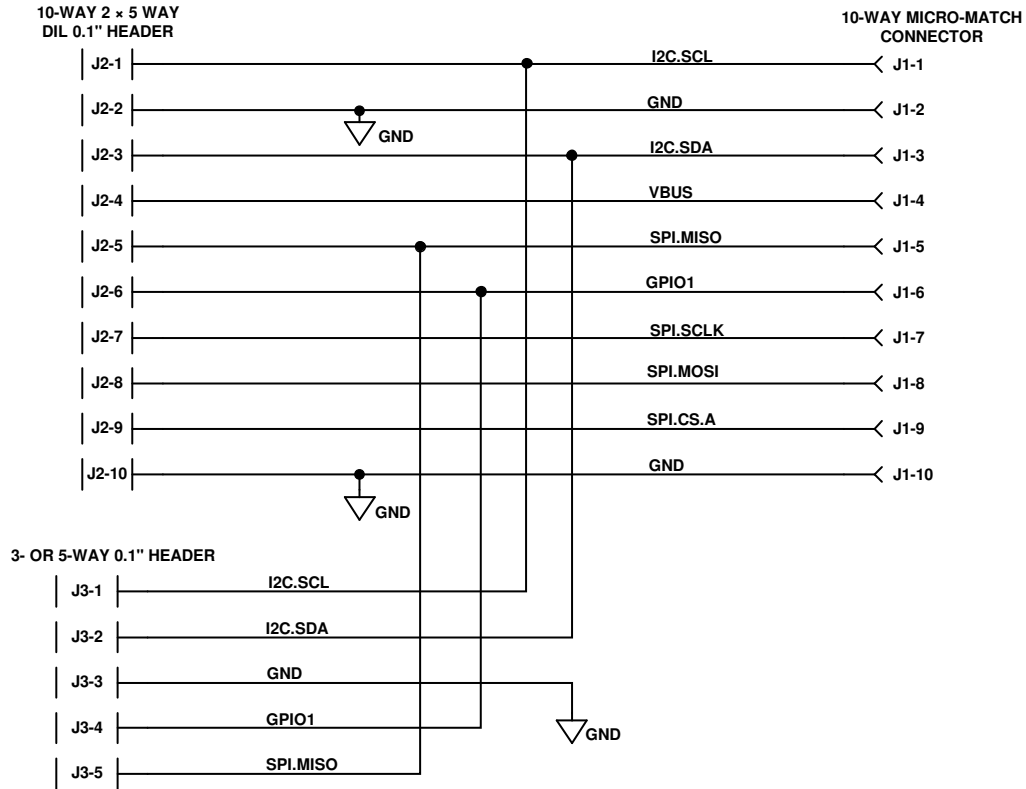 10-WAY 2 × 5 WAY
DIL 0.1" HEADER
10-WAY MICRO-MATCH
CONNECTOR
J2-1 I2C.SCL J1-1
J2-2 GND J1-2
GND
J2-3 I2C.SDA J1-3
J2-4 VBUS J1-4
J2-5 SPI.MISO J1-5
J2-6 GPIO1 J1-6
J2-7 SPI.SCLK J1-7
J2-8 SPI.MOSI J1-8
J2-9 SPI.CS.A J1-9
J2-10 GND J1-10
GND
3- OR 5-WAY 0.1" HEADER
J3-1 I2C.SCL
J3-2 I2C.SDA
J3-3 GND
J3-4 GPIO1
GND
J3-5 SPI.MISO